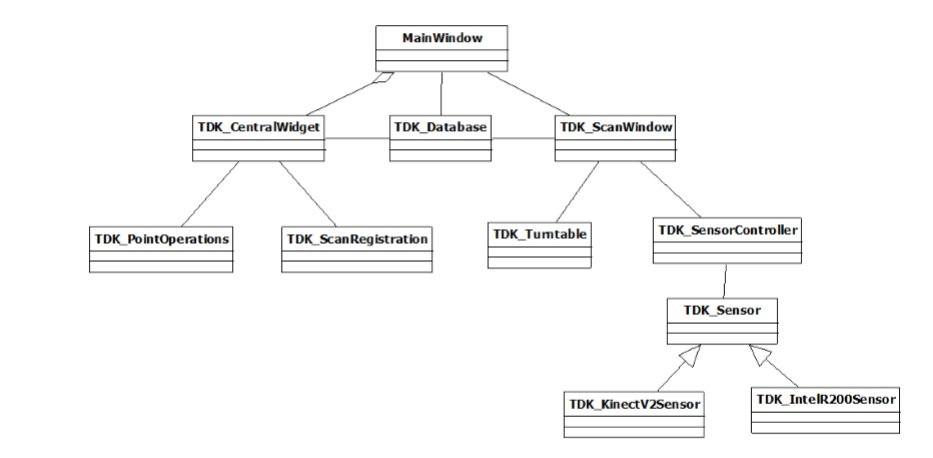 MainWindow
TDK_CentralWidget
TDK_Database
TDK_ScanWindow
TDK_PointOperations
TDK_ScanRegistration
TDK_Turntable
TDK_SensorController
TDK_Sensor
TDK_KinectV2Sensor
TDK_IntelR200Sensor